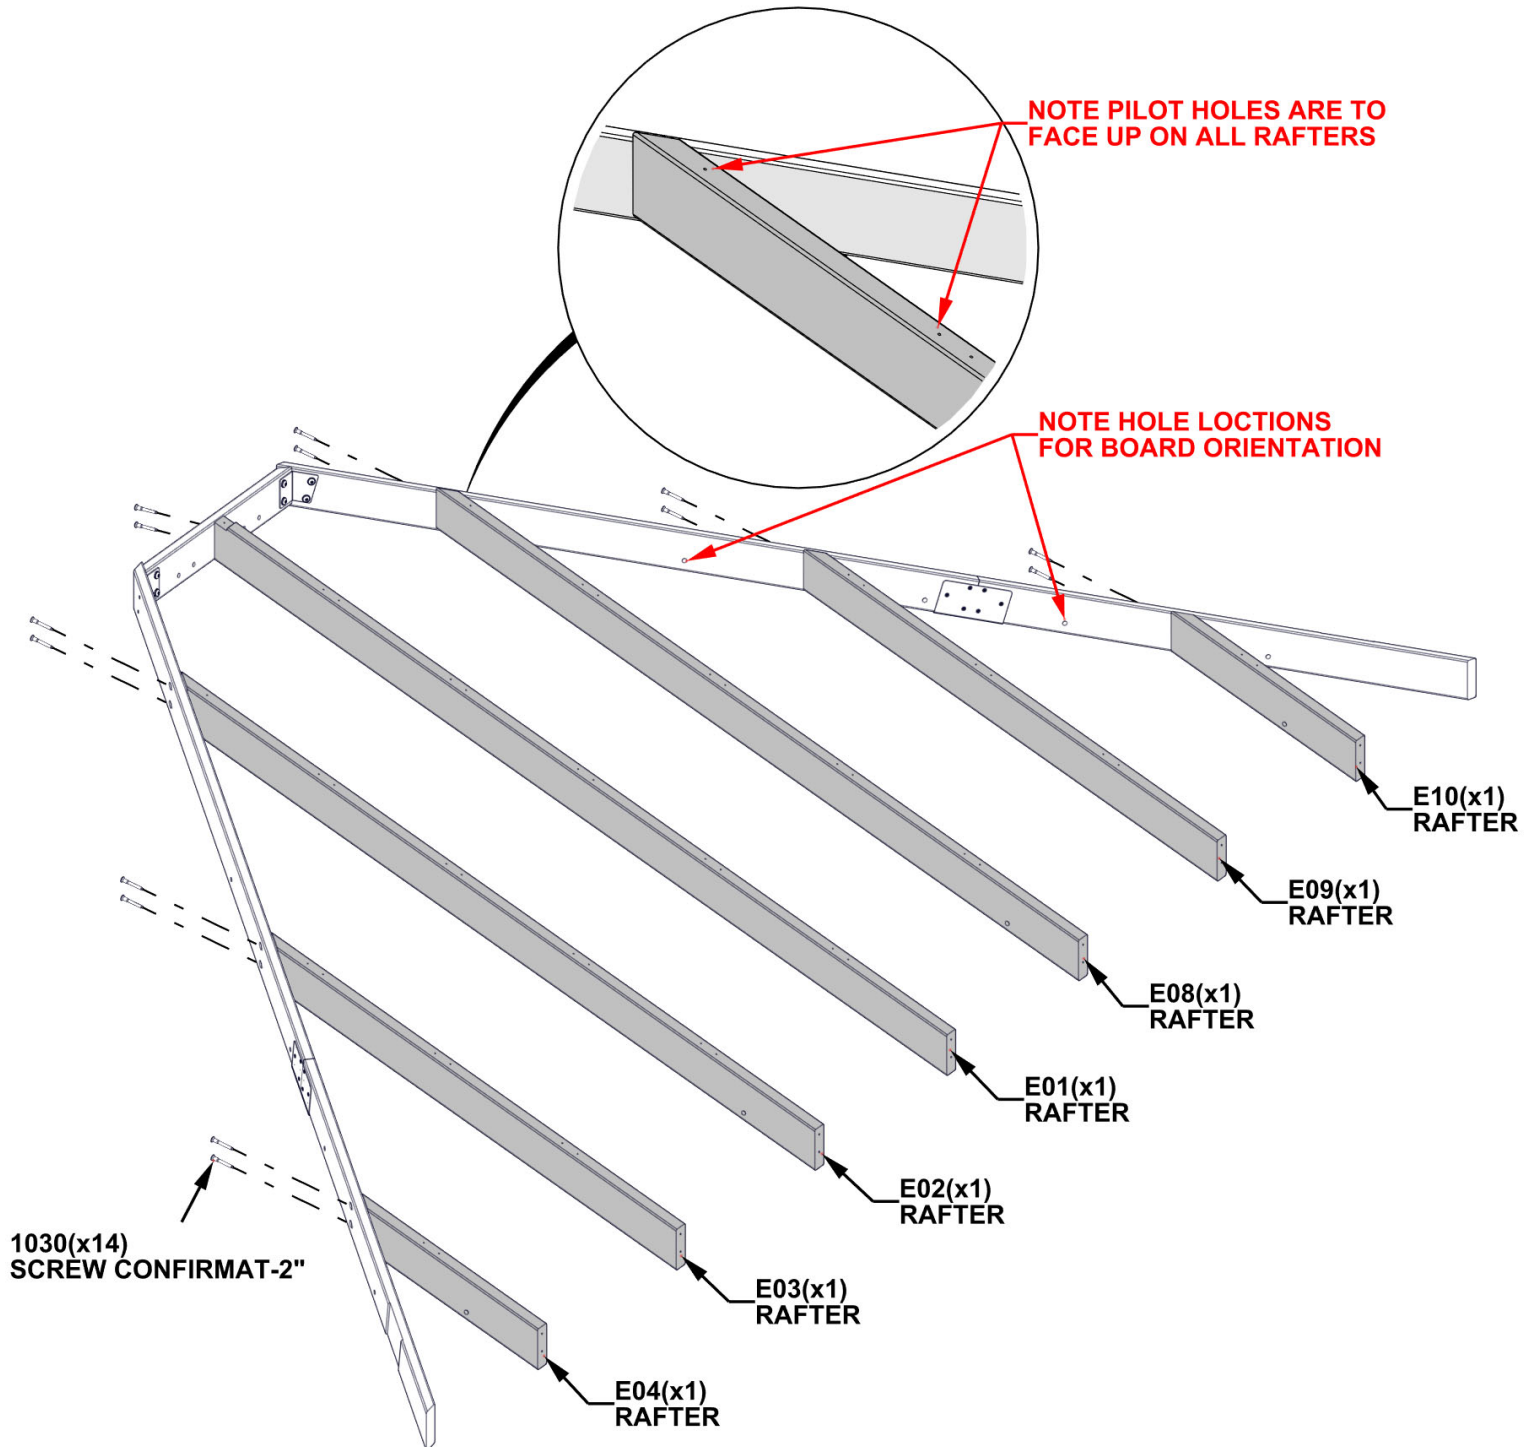 NOTE PILOT HOLES ARE TO
FACE UP ON ALL RAFTERS
NOTE HOLE LOCTIONS
FOR BOARD ORIENTATION
E10(x1)
RAFTER
E09(x1)
RAFTER
E08(x1)
RAFTER
E01(x1)
RAFTER
E02(x1)
RAFTER
E03(x1)
RAFTER
E04(x1)
RAFTER
1030(x14)
SCREW CONFIRMAT-2"